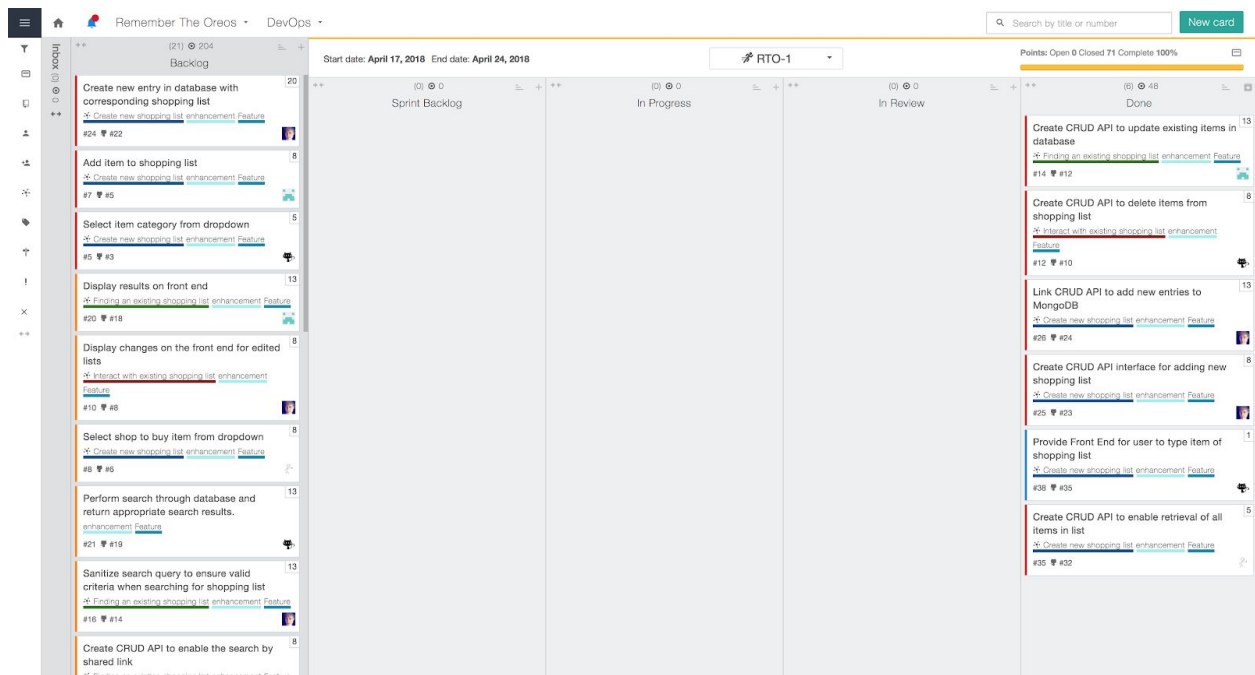 Remember The Oreos
DevOps
Search by title or number
New card
Inbox (0) 0
(21) 204
Backlog
Create new entry in database with
corresponding shopping list
20
Create new shopping list enhancement Feature
#24 #22
Add item to shopping list
8
Create new shopping list enhancement Feature
#7 #5
Select item category from dropdown
5
Create new shopping list enhancement Feature
#5 #3
Display results on front end
13
Finding an existing shopping list enhancement Feature
#20 #18
Display changes on the front end for edited
lists
8
Interact with existing shopping list enhancement
Feature
#10 #8
Select shop to buy item from dropdown
8
Create new shopping list enhancement Feature
#8 #6
Perform search through database and
return appropriate search results.
13
enhancement Feature
#21 #19
Sanitize search query to ensure valid
criteria when searching for shopping list
13
Finding an existing shopping list enhancement Feature
#16 #14
Create CRUD API to enable the search by
shared link
8
Start date: April 17, 2018 End date: April 24, 2018
RTO-1
Points: Open 0 Closed 71 Complete 100%
(0) 0
Sprint Backlog
(0) 0
In Progress
(0) 0
In Review
(6) 48
Done
Create CRUD API to update existing items in
database
13
Finding an existing shopping list enhancement Feature
#14 #12
Create CRUD API to delete items from
shopping list
8
Interact with existing shopping list enhancement
Feature
#12 #10
Link CRUD API to add new entries to
MongoDB
13
Create new shopping list enhancement Feature
#26 #24
Create CRUD API interface for adding new
shopping list
8
Create new shopping list enhancement Feature
#25 #23
Provide Front End for user to type item of
shopping list
1
Create new shopping list enhancement Feature
#38 #35
Create CRUD API to enable retrieval of all
items in list
5
Create new shopping list enhancement Feature
#35 #32